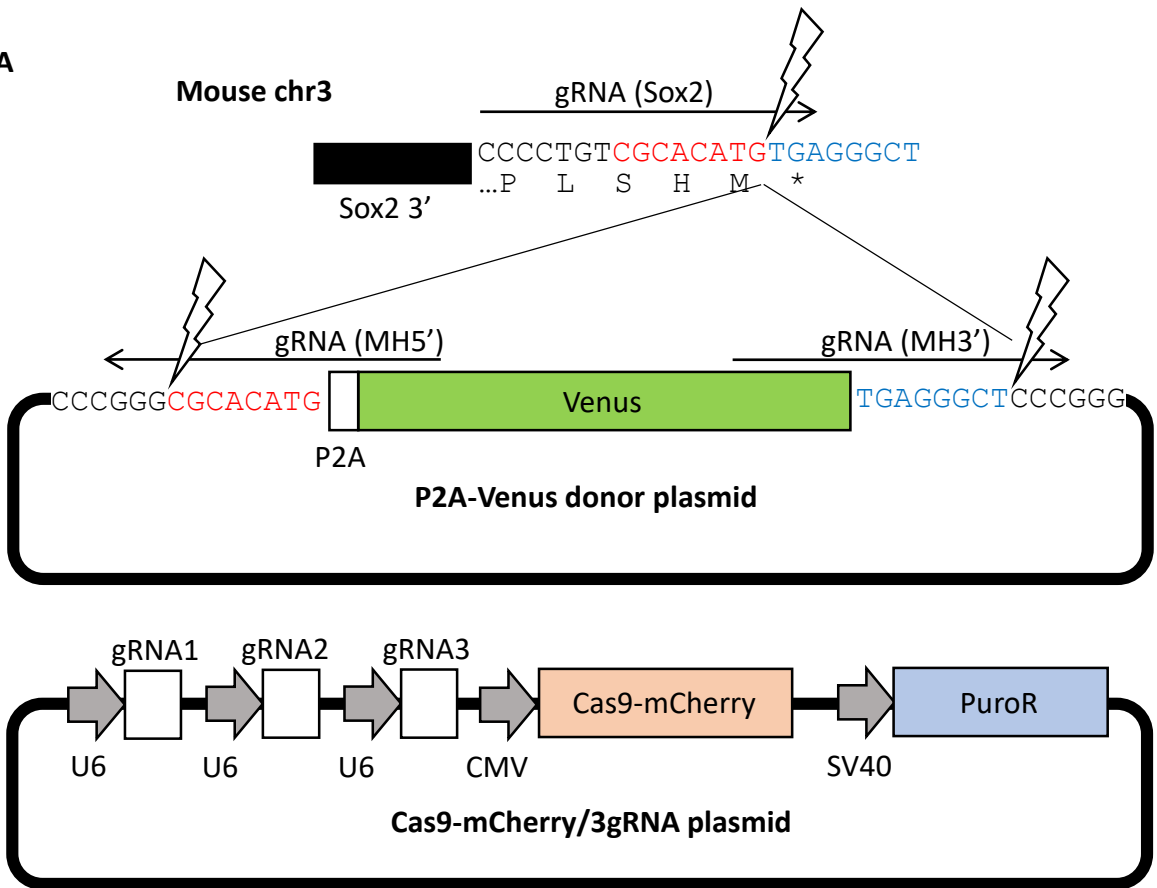 A
Mouse chr3
gRNA (Sox2)
CCCCTGTCGCACATGTGAGGGCT
...P L S H M *
Sox2 3'
gRNA (MH5')
gRNA (MH3')
CCCGGGCGCACATG
Venus
TGAGGGCTCCCGGG
P2A
P2A-Venus donor plasmid
gRNA1 gRNA2 gRNA3
Cas9-mCherry
PuroR
U6 U6 U6 CMV SV40
Cas9-mCherry/3gRNA plasmid